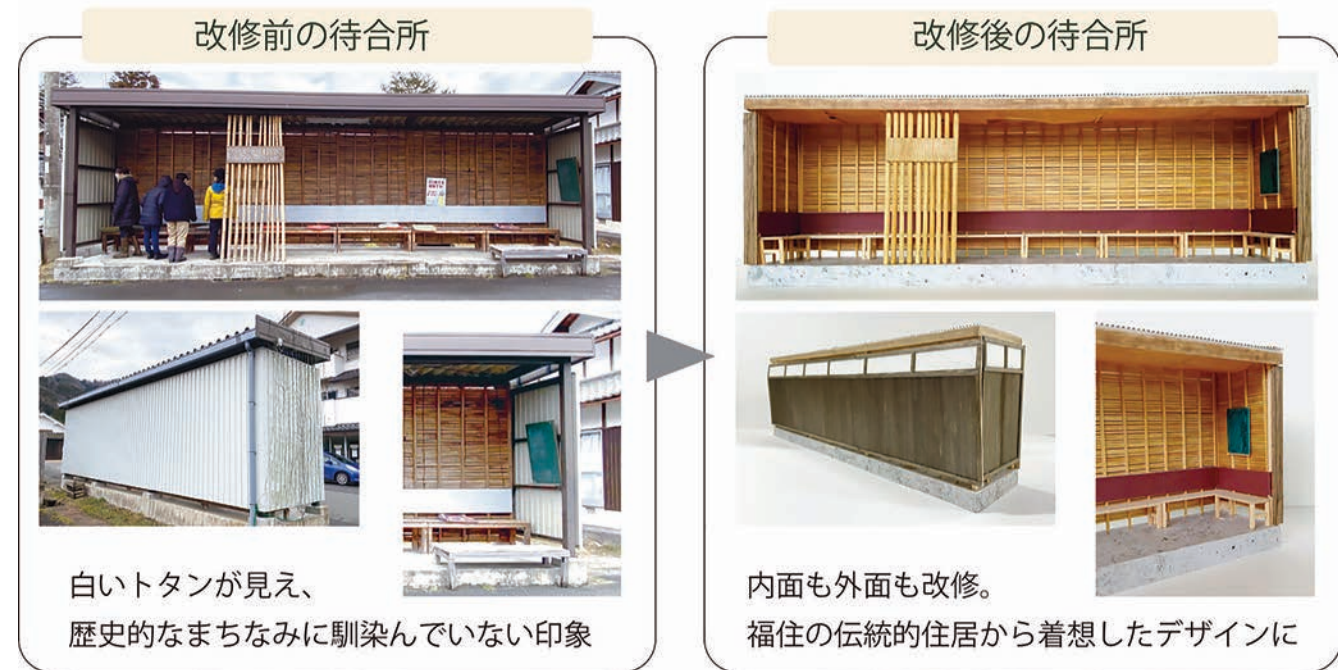 改修前の待合所
白いトタンが見え、
歴史的なまちなみに馴染んでいない印象
改修後の待合所
内面も外面も改修。
福住の伝統的住居から着想したデザインに